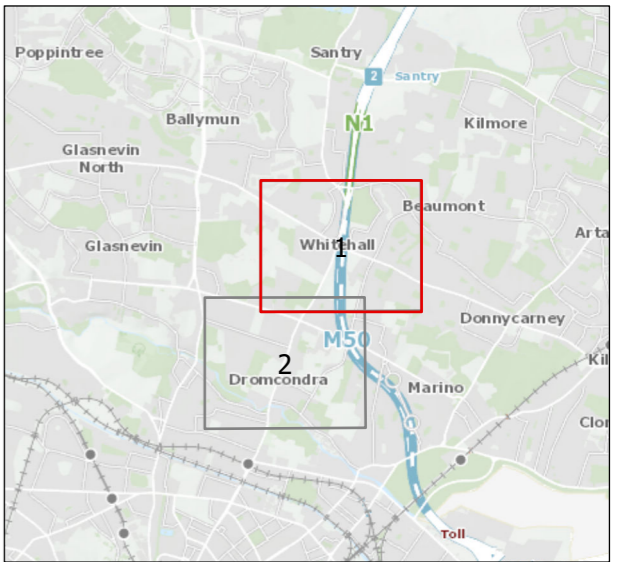 Poppintree
Santry
2 Santry
Ballymun
N1
Kilmore
Glasnevin
North
Beaumont
Glasnevin
Whitehall
1
Arta
Donnycarney
M50
Kil
2
Dromcondra
Marino
Clor
Toll